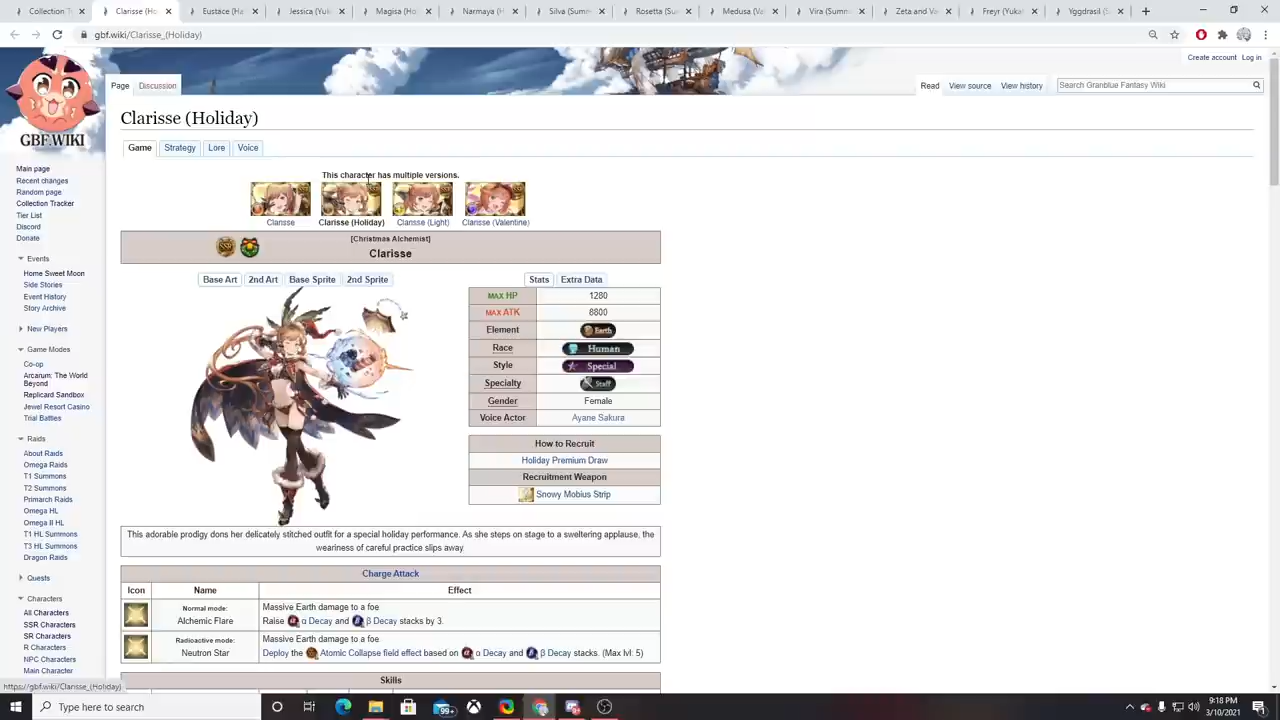 Collection
Clarisse (Ho
Eustace (Ha
Jessica (Yuk
Magisa (Ho
Narmaya (H
Silva (Summ
Rosetta (Su
Medusa (Va
Vira (Summ
Zeta and Va
Freyr (Yuka
Yggdrasil (S
gbf.wiki/Clarisse_(Holiday)
Create account Log in
Page Discussion
Read View source View history
Search Granblue Fantasy Wiki
GBF.WIKI
Main page
Recent changes
Random page
Collection Tracker
Tier List
Discord
Donate
Events
Home Sweet Moon
Side Stories
Event History
Story Archive
New Players
Game Modes
Co-op
Arcarum: The World
Beyond
Replicard Sandbox
Jewel Resort Casino
Trial Battles
Raids
About Raids
Omega Raids
T1 Summons
T2 Summons
Primarch Raids
Omega HL
Omega II HL
T1 HL Summons
T3 HL Summons
Dragon Raids
Quests
Characters
All Characters
SSR Characters
SR Characters
R Characters
NPC Characters
Main Character
https://gbf.wiki/Clarisse_(Holiday)
Clarisse (Holiday)
Game Strategy Lore Voice
This character has multiple versions.
Clarisse Clarisse (Holiday) Clarisse (Light) Clarisse (Valentine)
[Christmas Alchemist]
Clarisse
Base Art 2nd Art Base Sprite 2nd Sprite
Stats Extra Data
MAX HP 1280
MAX ATK 8800
Element Earth
Race Human
Style Special
Specialty Staff
Gender Female
Voice Actor Ayane Sakura
How to Recruit
Holiday Premium Draw
Recruitment Weapon
Snowy Mobius Strip
This adorable prodigy dons her delicately stitched outfit for a special holiday performance. As she steps on stage to a sweltering applause, the
weariness of careful practice slips away.
Charge Attack
Icon Name Effect
Normal mode:
Alchemic Flare
Massive Earth damage to a foe
Raise α Decay and β Decay stacks by 3.
Radioactive mode:
Neutron Star
Massive Earth damage to a foe
Deploy the Atomic Collapse field effect based on α Decay and β Decay stacks. (Max lvl: 5)
Skills
Type here to search
99+
9:18 PM
3/10/2021